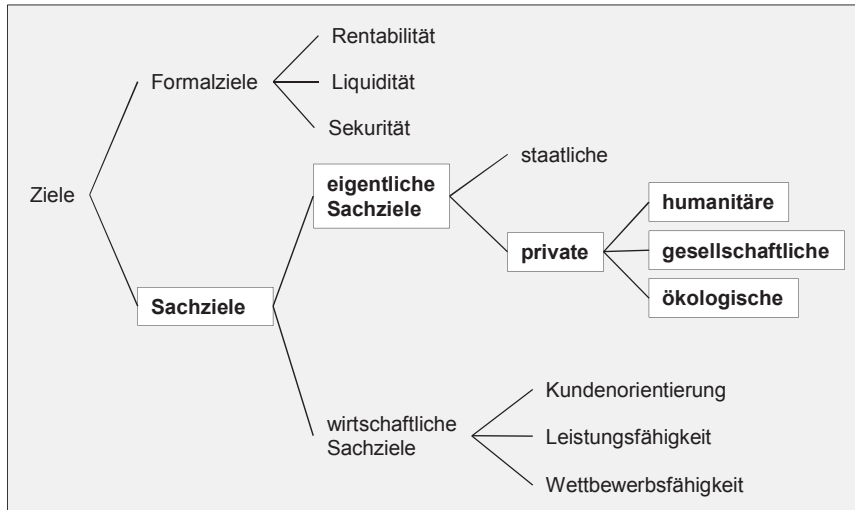 Rentabilität
Formalziele
Liquidität
Sekurität
Ziele
eigentliche
Sachziele
staatliche
private
humanitäre
gesellschaftliche
ökologische
Sachziele
wirtschaftliche
Sachziele
Kundenorientierung
Leistungsfähigkeit
Wettbewerbsfähigkeit